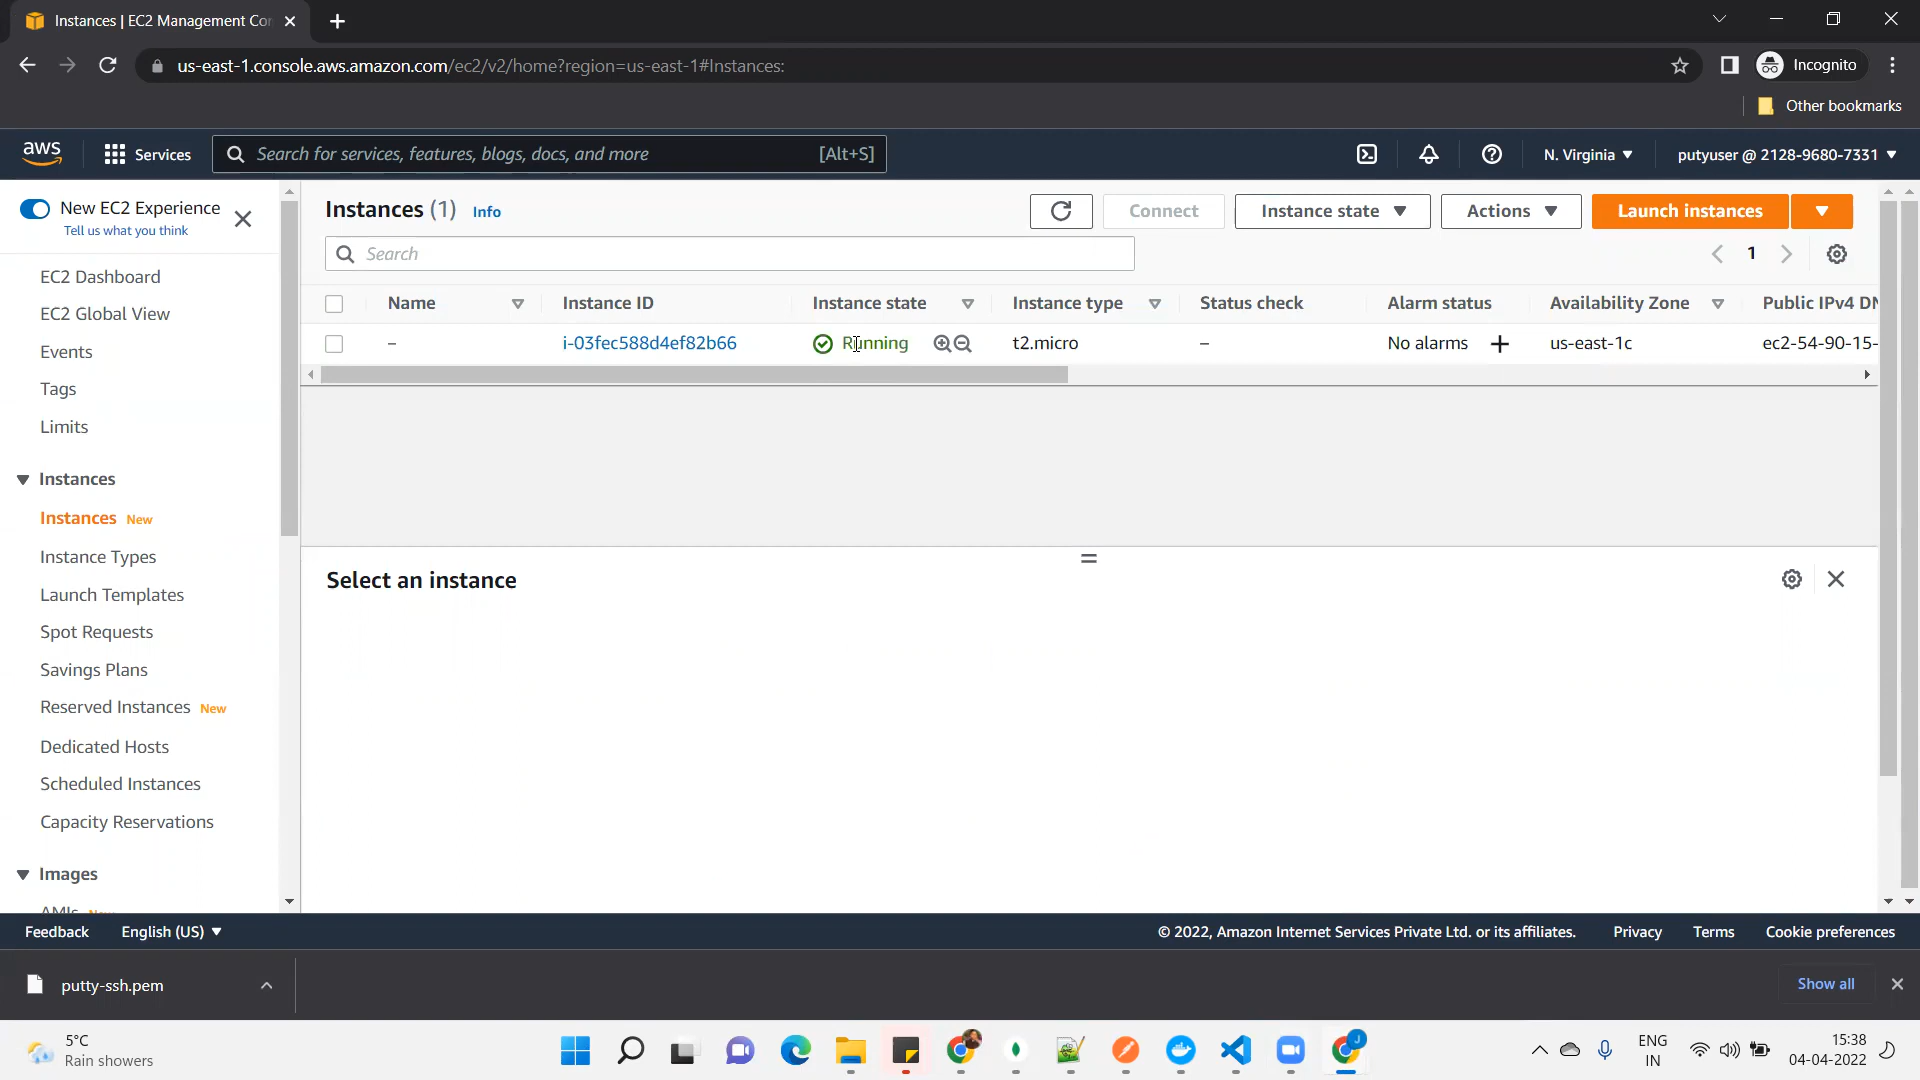 Instances | EC2 Management Con
us-east-1.console.aws.amazon.com/ec2/v2/home?region=us-east-1#Instances:
Incognito
Other bookmarks
aws
Services
Search for services, features, blogs, docs, and more
[Alt+S]
N. Virginia
putyuser @ 2128-9680-7331
New EC2 Experience
Tell us what you think
EC2 Dashboard
EC2 Global View
Events
Tags
Limits
Instances
Instances New
Instance Types
Launch Templates
Spot Requests
Savings Plans
Reserved Instances New
Dedicated Hosts
Scheduled Instances
Capacity Reservations
Images
AMIs New
Instances (1) Info
Connect
Instance state
Actions
Launch instances
Search
1
Name Instance ID Instance state Instance type Status check Alarm status Availability Zone Public IPv4 DN
– i-03fec588d4ef82b66 Running t2.micro – No alarms + us-east-1c ec2-54-90-15-
Select an instance
Feedback English (US)
© 2022, Amazon Internet Services Private Ltd. or its affiliates. Privacy Terms Cookie preferences
putty-ssh.pem
Show all
5°C
Rain showers
J
ENG
IN
15:38
04-04-2022